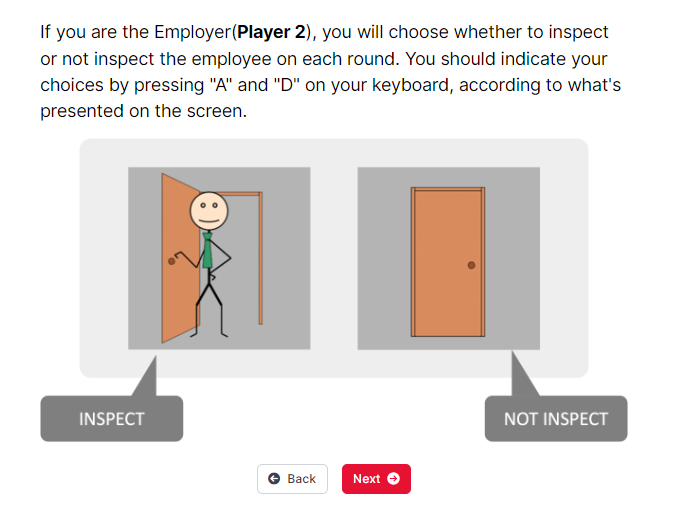 If you are the Employer(Player 2), you will choose whether to inspect
or not inspect the employee on each round. You should indicate your
choices by pressing "A" and "D" on your keyboard, according to what's
presented on the screen.
INSPECT
NOT INSPECT
Back
Next